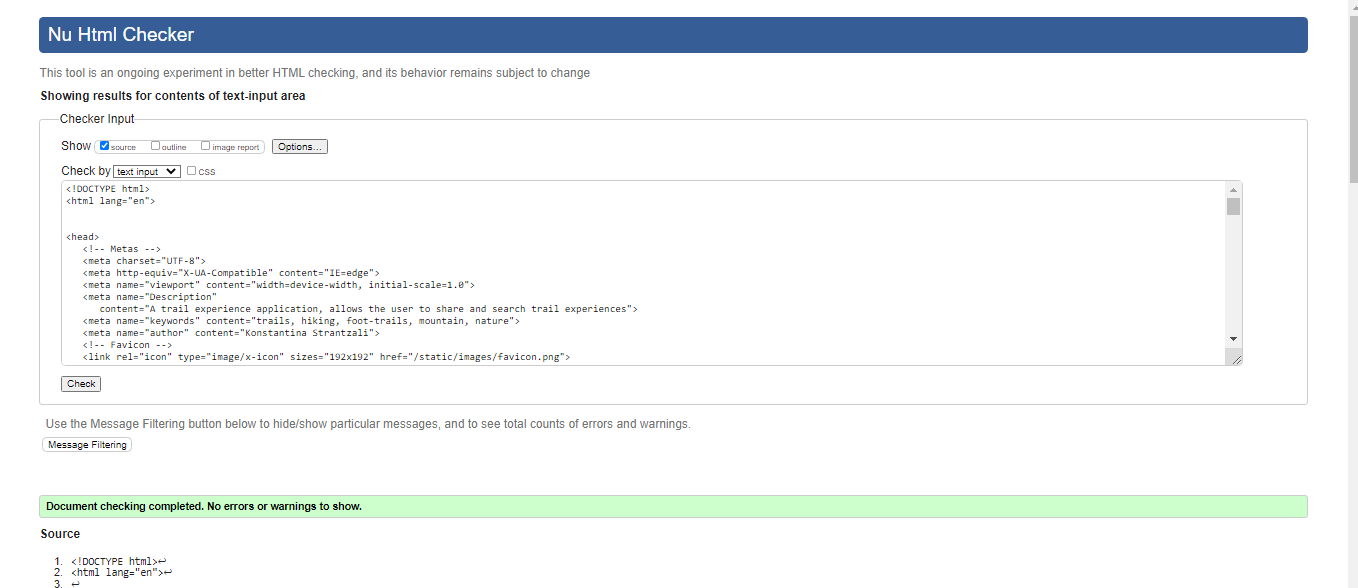 Nu Html Checker
This tool is an ongoing experiment in better HTML checking, and its behavior remains subject to change
Showing results for contents of text-input area
Checker Input
Show source outline image report Options...
Check by text input css
<!DOCTYPE html>
<html lang="en">
<head>
<!-- Metas -->
<meta charset="UTF-8">
<meta http-equiv="X-UA-Compatible" content="IE=edge">
<meta name="viewport" content="width=device-width, initial-scale=1.0">
<meta name="Description"
content="A trail experience application, allows the user to share and search trail experiences">
<meta name="keywords" content="trails, hiking, foot-trails, mountain, nature">
<meta name="author" content="Konstantina Strantzali">
<!-- Favicon -->
<link rel="icon" type="image/x-icon" sizes="192x192" href="/static/images/favicon.png">
Check
Use the Message Filtering button below to hide/show particular messages, and to see total counts of errors and warnings.
Message Filtering
Document checking completed. No errors or warnings to show.
Source
1. <!DOCTYPE html>↩
2. <html lang="en">↩
3. ↩